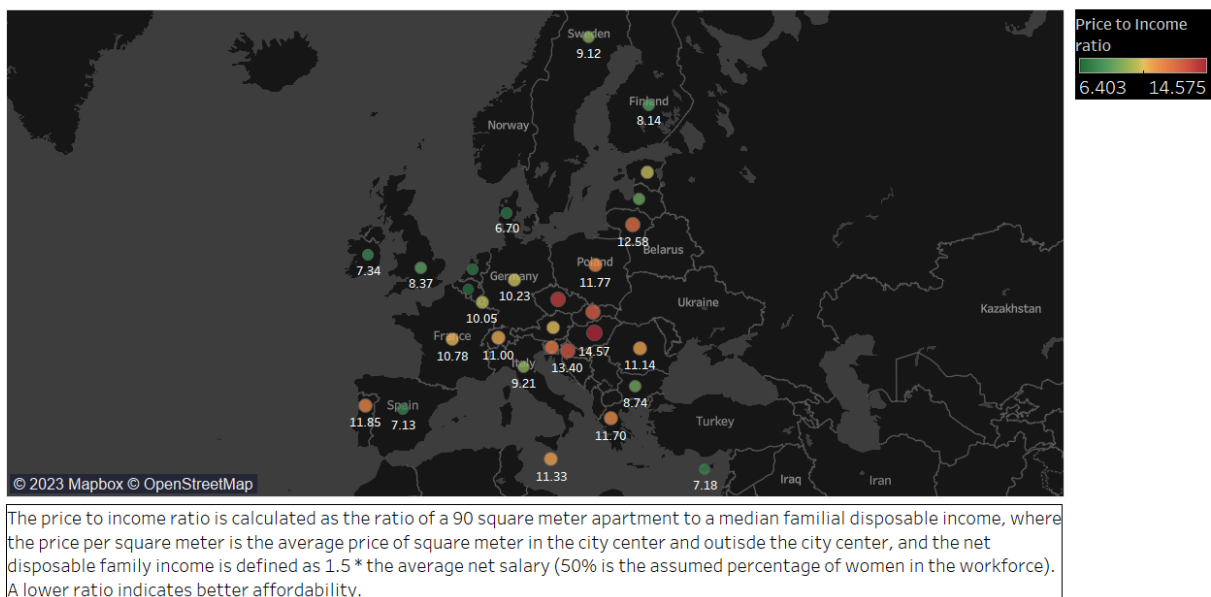 Price to Income
ratio
6.403 14.575
Sweden
9.12
Finland
8.14
Norway
6.70
12.58
Belarus
7.34
8.37
Germany
10.23
Poland
11.77
10.05
Ukraine
Kazakhstan
France
10.78
11.00
14.57
Italy
13.40
11.14
9.21
8.74
Spain
11.85
7.13
11.70
Turkey
11.33
7.18
Iraq
Iran
© 2023 Mapbox © OpenStreetMap
The price to income ratio is calculated as the ratio of a 90 square meter apartment to a median familial disposable income, where
the price per square meter is the average price of square meter in the city center and outisde the city center, and the net
disposable family income is defined as 1.5 * the average net salary (50% is the assumed percentage of women in the workforce).
A lower ratio indicates better affordability.